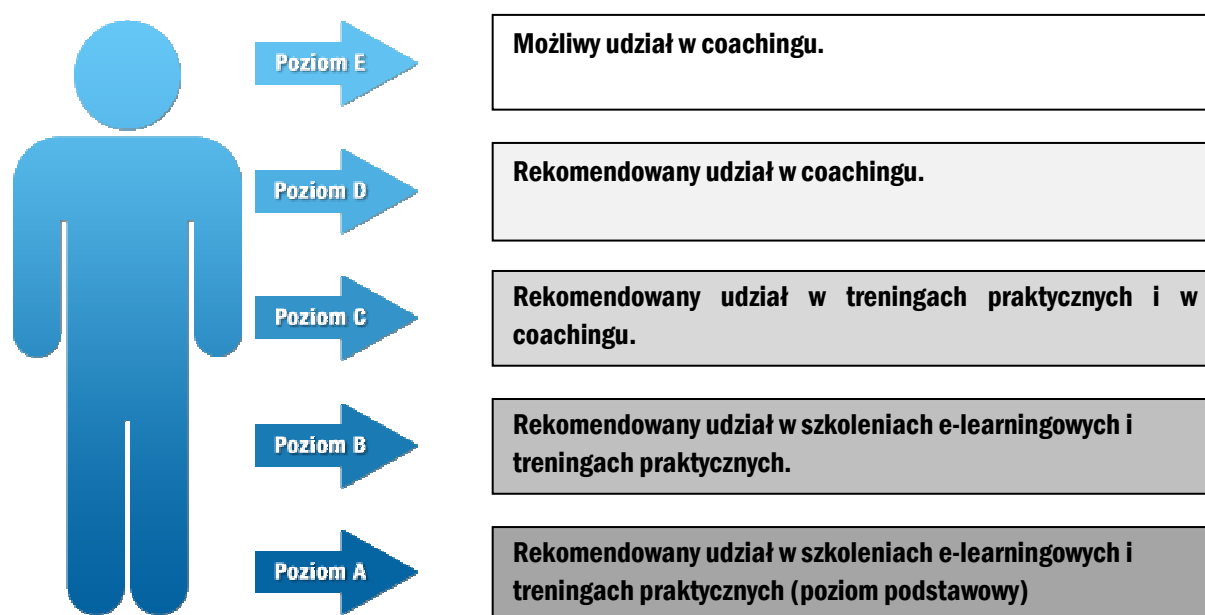 Poziom E
Możliwy udział w coachingu.
Poziom D
Rekomendowany udział w coachingu.
Poziom C
Rekomendowany udział w treningach praktycznych i w
coachingu.
Poziom B
Rekomendowany udział w szkoleniach e-learningowych i
treningach praktycznych.
Poziom A
Rekomendowany udział w szkoleniach e-learningowych i
treningach praktycznych (poziom podstawowy)